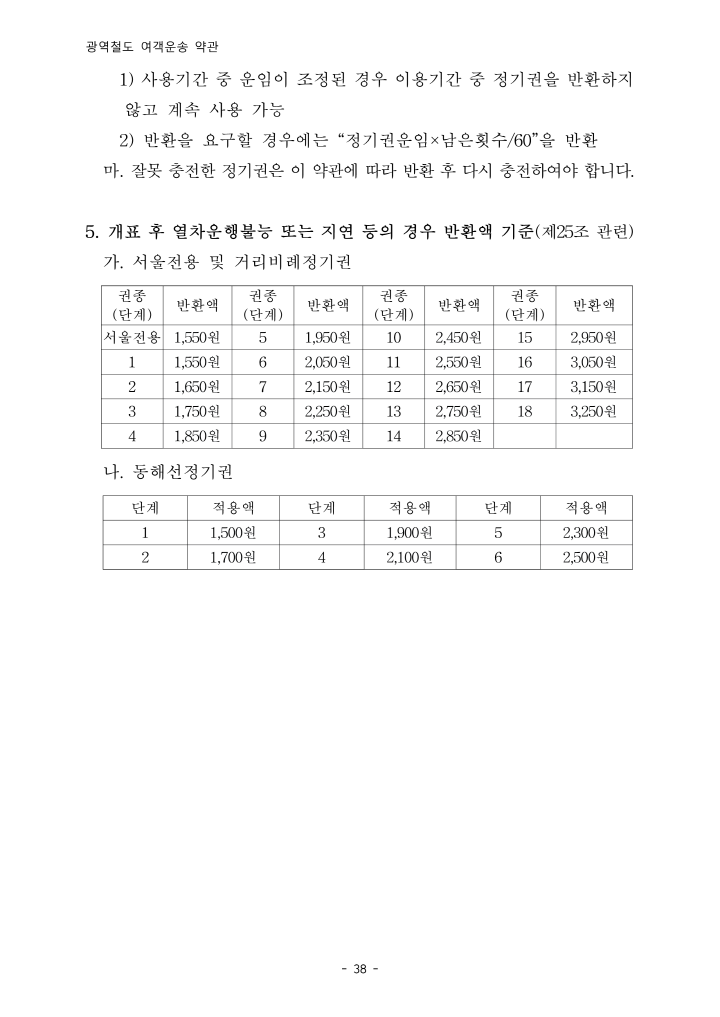 광역철도 여객운송 약관
1) 사용기간 중 운임이 조정된 경우 이용기간 중 정기권을 반환하지
않고 계속 사용 가능
2) 반환을 요구할 경우에는 “정기권운임×남은횟수/60”을 반환
마. 잘못 충전한 정기권은 이 약관에 따라 반환 후 다시 충전하여야 합니다.
5. 개표 후 열차운행불능 또는 지연 등의 경우 반환액 기준(제25조 관련)
가. 서울전용 및 거리비례정기권
권종 (단계) 반환액 권종 (단계) 반환액 권종 (단계) 반환액 권종 (단계) 반환액
서울전용 1,550원 5 1,950원 10 2,450원 15 2,950원
1 1,550원 6 2,050원 11 2,550원 16 3,050원
2 1,650원 7 2,150원 12 2,650원 17 3,150원
3 1,750원 8 2,250원 13 2,750원 18 3,250원
4 1,850원 9 2,350원 14 2,850원
나. 동해선정기권
단계 적용액 단계 적용액 단계 적용액
1 1,500원 3 1,900원 5 2,300원
2 1,700원 4 2,100원 6 2,500원
- 38 -